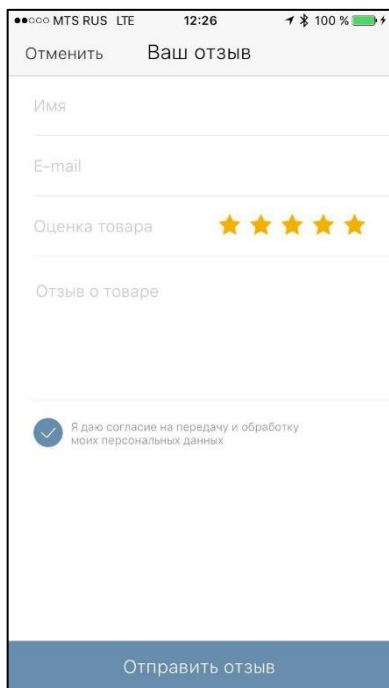 MTS RUS LTE 12:26 100 %
Отменить Ваш отзыв
Имя
E-mail
Оценка товара
Отзыв о товаре
Я даю согласие на передачу и обработку
моих персональных данных
Отправить отзыв